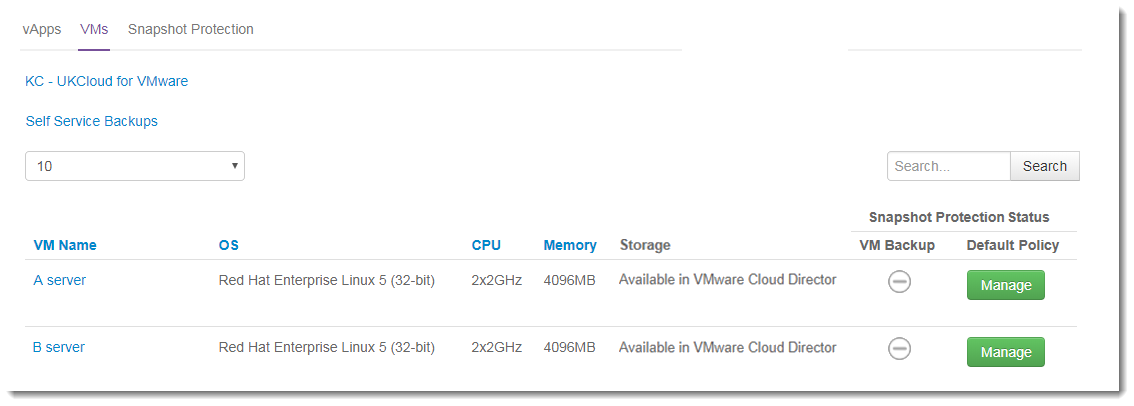 vApps VMs Snapshot Protection
KC - UKCloud for VMware
Self Service Backups
10 Search... Search
Snapshot Protection Status
VM Name OS CPU Memory Storage VM Backup Default Policy
A server Red Hat Enterprise Linux 5 (32-bit) 2x2GHz 4096MB Available in VMware Cloud Director Manage
B server Red Hat Enterprise Linux 5 (32-bit) 2x2GHz 4096MB Available in VMware Cloud Director Manage